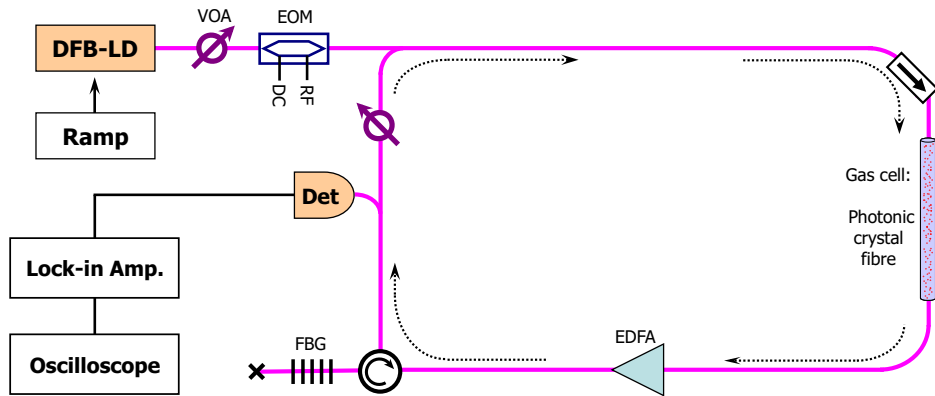 VOA
EOM
DFB-LD
DC
RF
Ramp
Det
Gas cell:
Photonic
crystal
fibre
Lock-in Amp.
Oscilloscope
FBG
EDFA